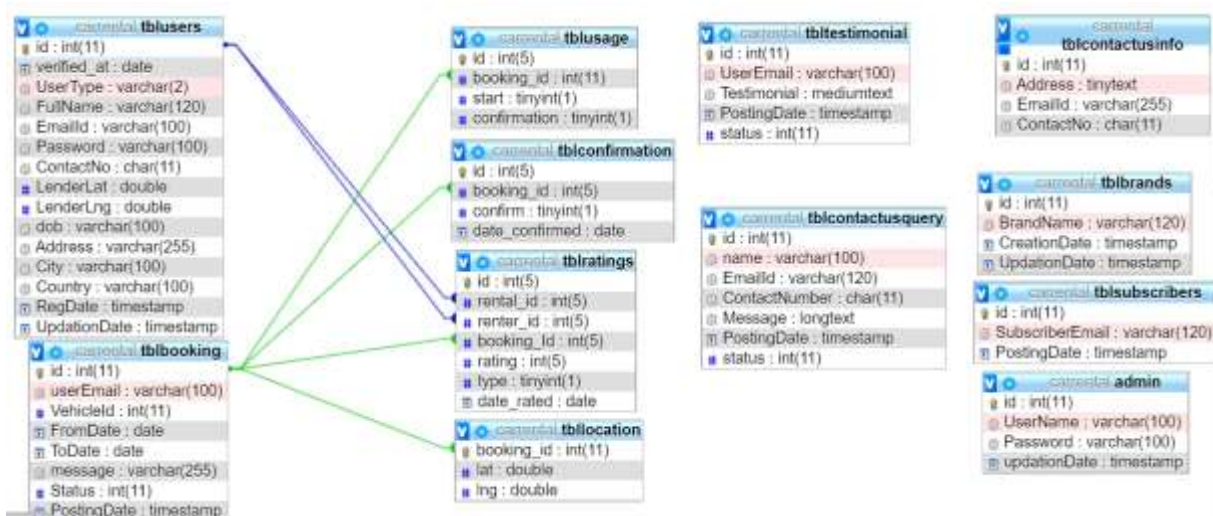 carrental tblusers
id : int(11)
verified_at : date
UserType : varchar(2)
FullName : varchar(120)
EmailId : varchar(100)
Password : varchar(100)
ContactNo : char(11)
LenderLat : double
LenderLng : double
dob : varchar(100)
Address : varchar(255)
City : varchar(100)
Country : varchar(100)
RegDate : timestamp
UpdationDate : timestamp
carrental tblbooking
id : int(11)
userEmail : varchar(100)
VehicleId : int(11)
FromDate : date
ToDate : date
message : varchar(255)
Status : int(11)
PostingDate : timestamp
carrental tblusage
id : int(5)
booking_id : int(11)
start : tinyint(1)
confirmation : tinyint(1)
carrental tblconfirmation
id : int(5)
booking_id : int(5)
confirm : tinyint(1)
date_confirmed : date
carrental tblratings
id : int(5)
rental_id : int(5)
renter_id : int(5)
booking_Id : int(5)
rating : int(5)
type : tinyint(1)
date_rated : date
carrental tbllocation
booking_id : int(11)
lat : double
lng : double
carrental tbltestimonial
id : int(11)
UserEmail : varchar(100)
Testimonial : mediumtext
PostingDate : timestamp
status : int(11)
carrental tblcontactusquery
id : int(11)
name : varchar(100)
EmailId : varchar(120)
ContactNumber : char(11)
Message : longtext
PostingDate : timestamp
status : int(11)
carrental
tblcontactusinfo
id : int(11)
Address : tinytext
EmailId : varchar(255)
ContactNo : char(11)
carrental tblbrands
id : int(11)
BrandName : varchar(120)
CreationDate : timestamp
UpdationDate : timestamp
carrental tblsubscribers
id : int(11)
SubscriberEmail : varchar(120)
PostingDate : timestamp
carrental admin
id : int(11)
UserName : varchar(100)
Password : varchar(100)
updationDate : timestamp